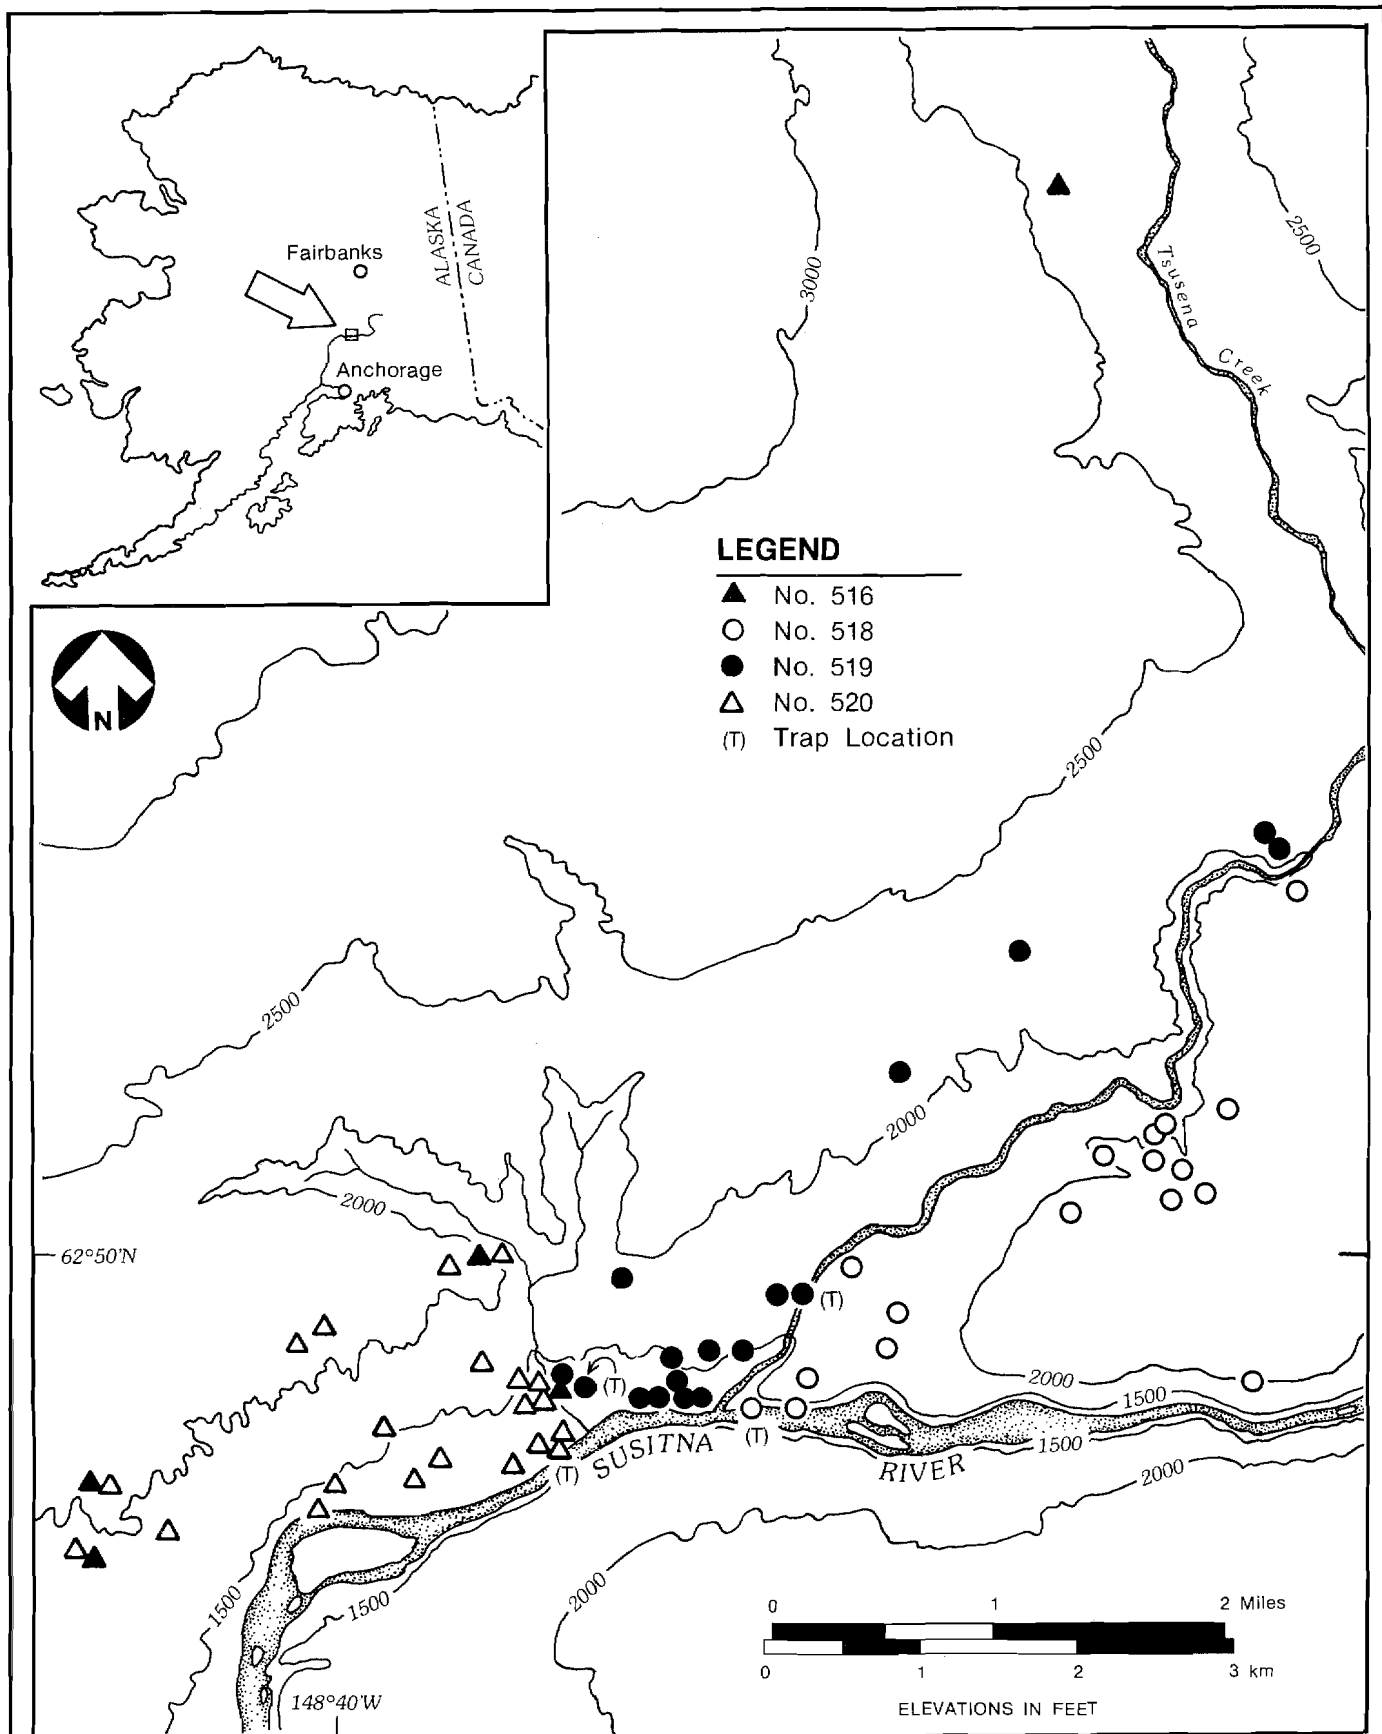 ALASKA
CANADA
Fairbanks
Anchorage
3000
2500
Tsusena
Creek
LEGEND
No. 516
No. 518
No. 519
No. 520
(T) Trap Location
N
2500
2500
2000
2000
62°50'N
(T)
(T)
2000
1500
(T)
(T)
SUSITNA
RIVER
1500
2000
2000
1500
1500
148°40'W
0 1 2 Miles
0 1 2 3 km
ELEVATIONS IN FEET